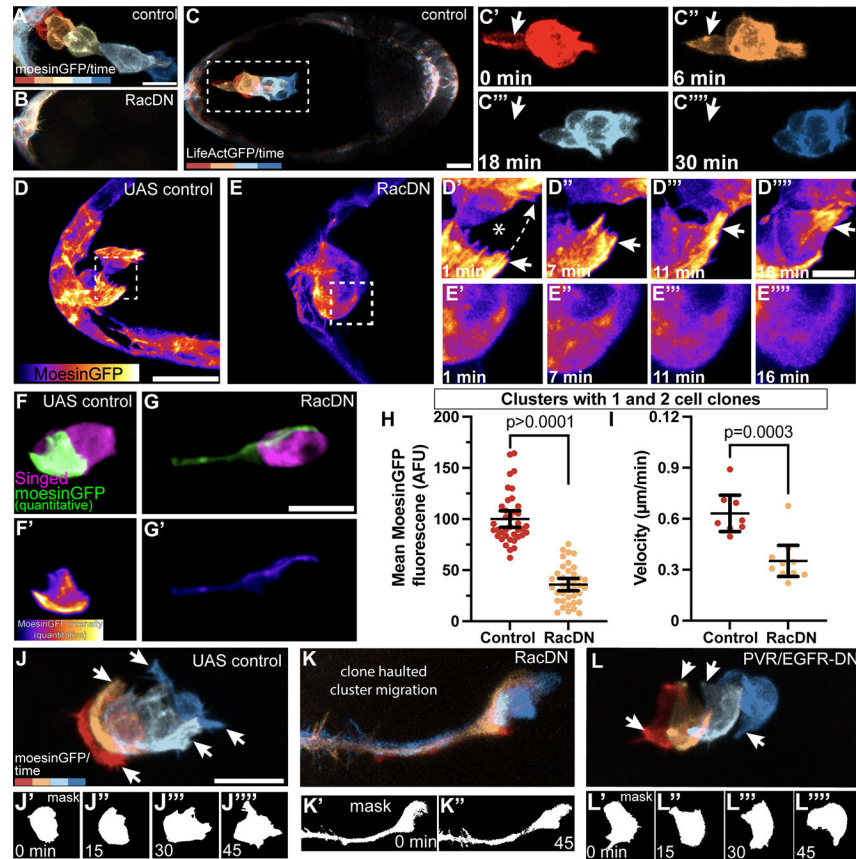 A control
moesinGFP/time
B RacDN
C control
LifeActGFP/time
C' 0 min
C" 6 min
C''' 18 min
C'''' 30 min
D UAS control
MoesinGFP
E RacDN
D' * 1 min
D" 7 min
D''' 11 min
D'''' 16 min
E' 1 min
E" 7 min
E''' 11 min
E'''' 16 min
F UAS control
Singed
moesinGFP
(quantitative)
G RacDN
F'
MoesinGFP intensity
(quantitative)
G'
Clusters with 1 and 2 cell clones
H
p>0.0001
Mean MoesinGFP
fluorescene (AFU)
200
150
100
50
0
Control RacDN
I
p=0.0003
Velocity (µm/min)
0.9
0.6
0.3
0
Control RacDN
J UAS control
moesinGFP/
time
K RacDN
clone haulted
cluster migration
L PVR/EGFR-DN
J' mask
0 min
J" 15
J''' 30
J'''' 45
K' mask
0 min
K" 45
L' mask
0 min
L" 15
L''' 30
L'''' 45